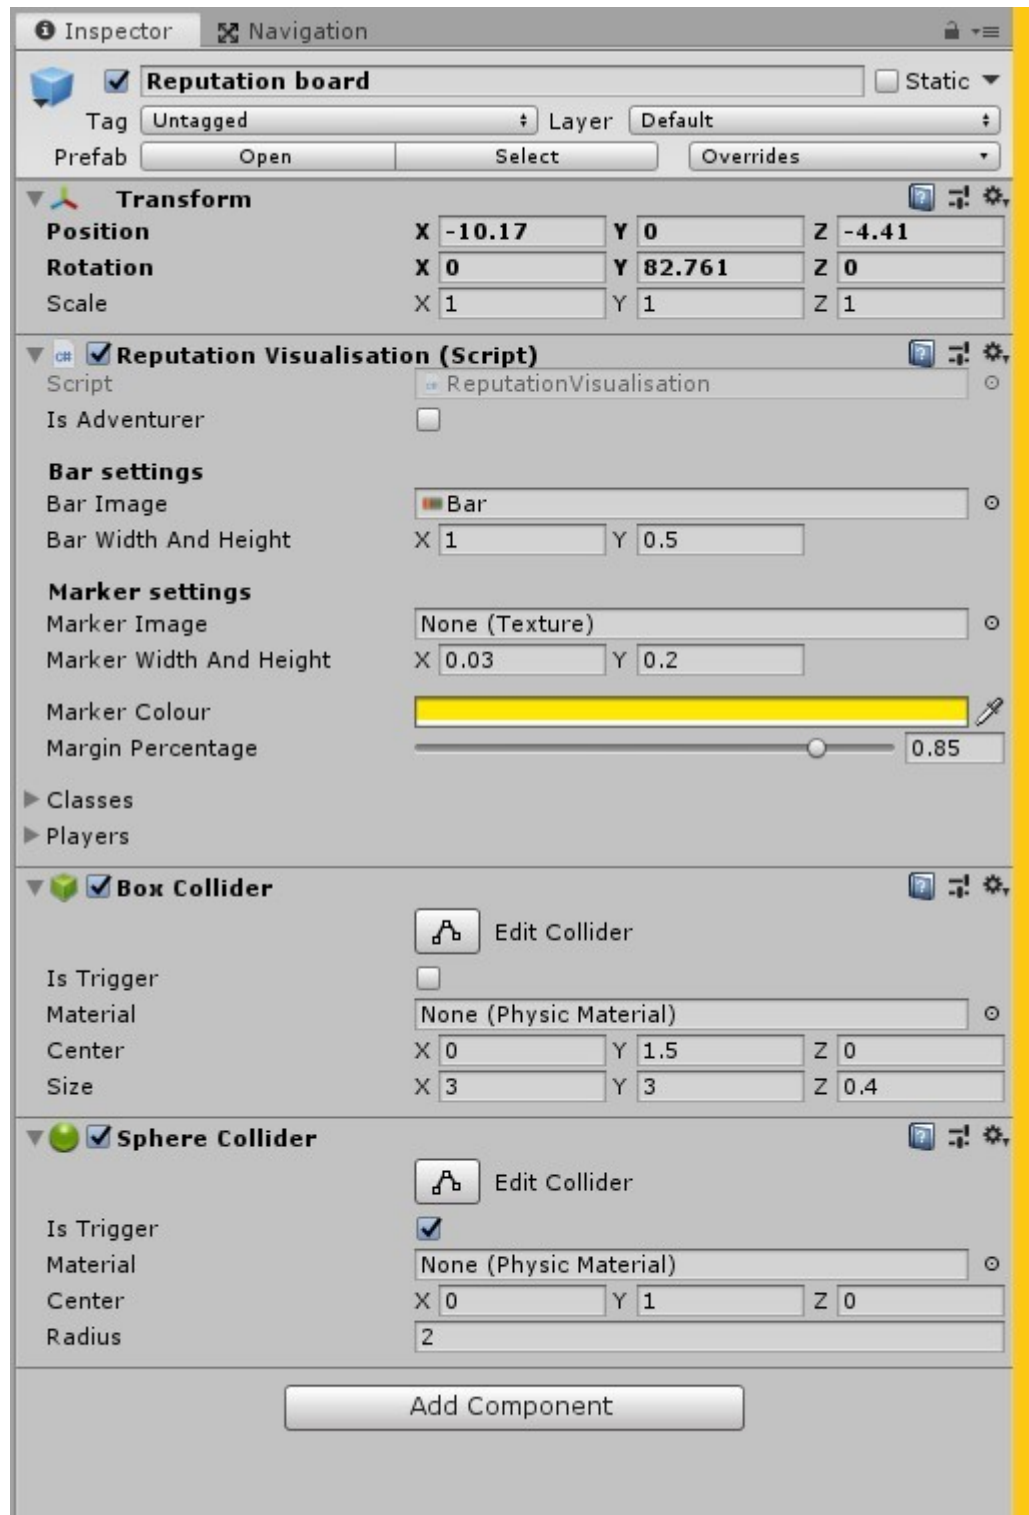 Inspector Navigation
Reputation board Static
Tag Untagged Layer Default
Prefab Open Select Overrides
Transform
Position X -10.17 Y 0 Z -4.41
Rotation X 0 Y 82.761 Z 0
Scale X 1 Y 1 Z 1
c# Reputation Visualisation (Script)
Script ReputationVisualisation
Is Adventurer
Bar settings
Bar Image Bar
Bar Width And Height X 1 Y 0.5
Marker settings
Marker Image None (Texture)
Marker Width And Height X 0.03 Y 0.2
Marker Colour
Margin Percentage 0.85
Classes
Players
Box Collider
Edit Collider
Is Trigger
Material None (Physic Material)
Center X 0 Y 1.5 Z 0
Size X 3 Y 3 Z 0.4
Sphere Collider
Edit Collider
Is Trigger
Material None (Physic Material)
Center X 0 Y 1 Z 0
Radius 2
Add Component